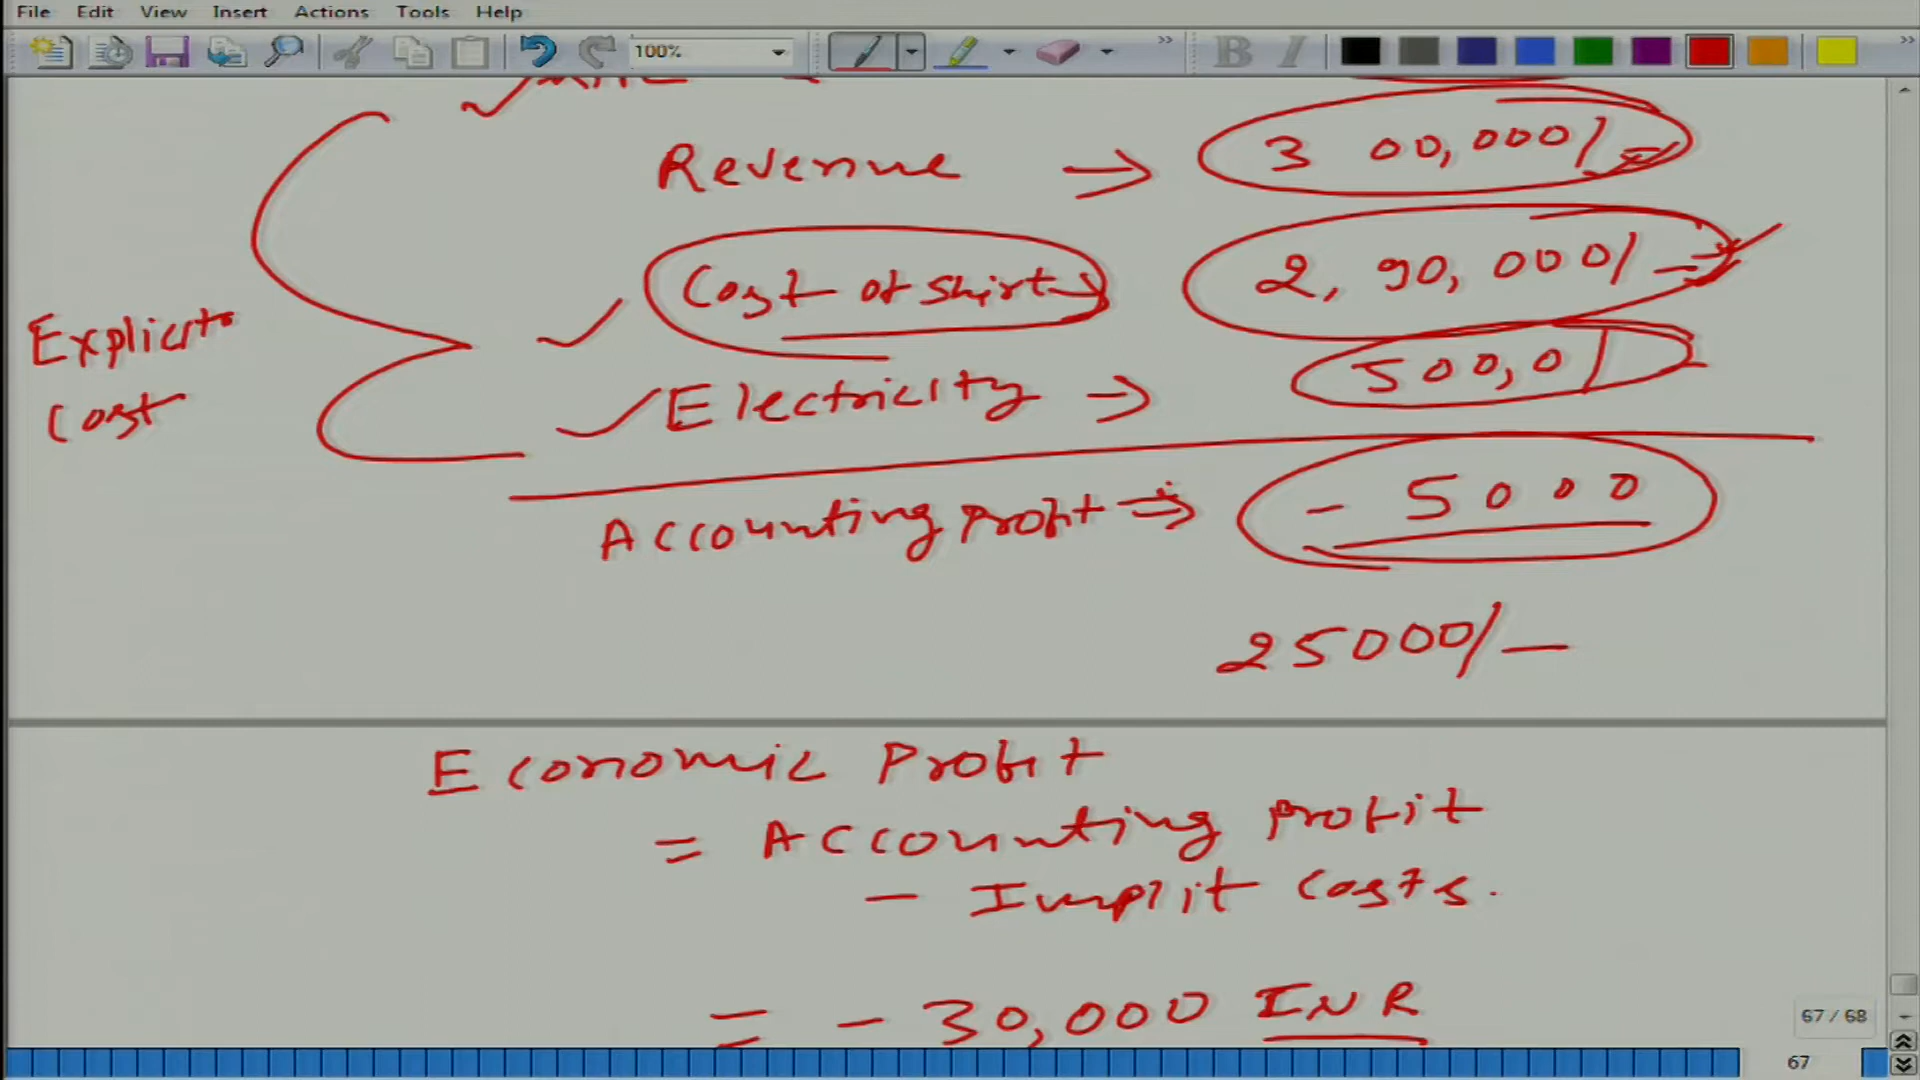 File Edit View Insert Actions Tools Help
100%
Revenue → 3 00,000/=
Cost of shirt → 2,90,000/=
Electricity → 500,0/
Explicit
cost
Accounting profit ⇒ - 5000
25000/-
Economic Profit
= Accounting profit
- Implit costs.
= - 30,000 INR
67 / 68
67